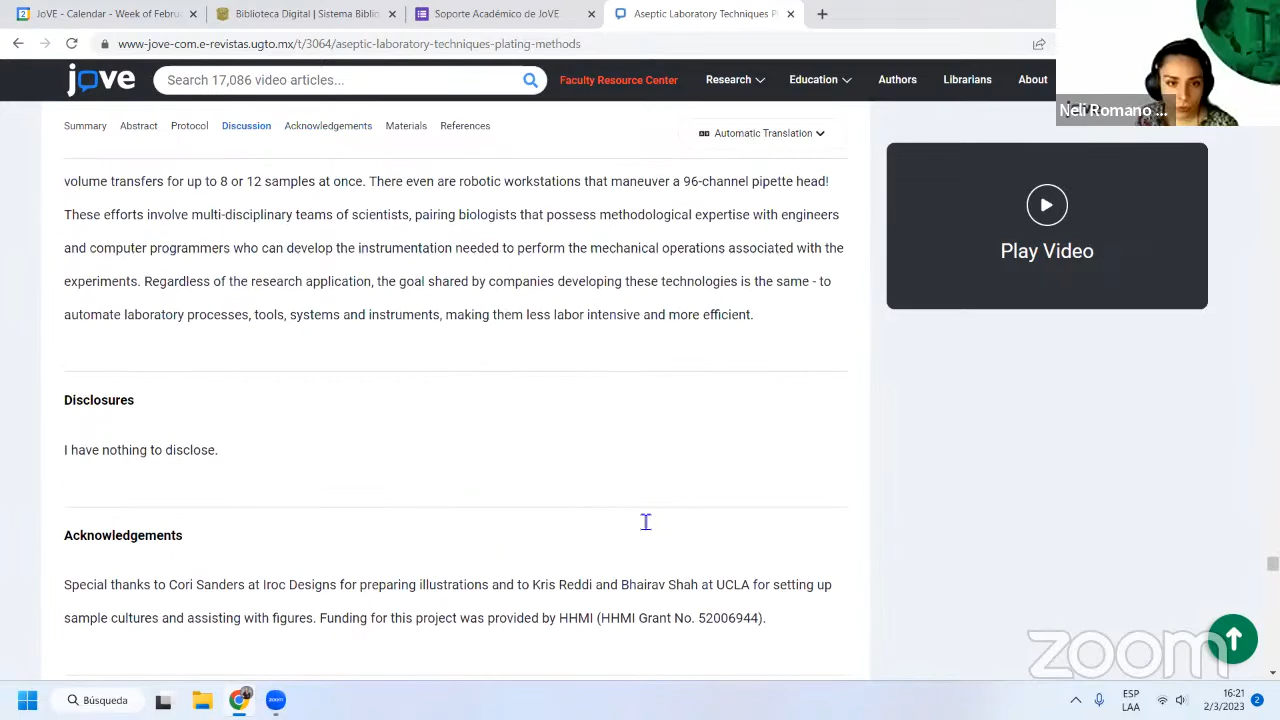 JoVE - Calendar - Week of Febru
Biblioteca Digital | Sistema Biblio
Soporte Académico de JoVE
Aseptic Laboratory Techniques P
www-jove-com.e-revistas.ugto.mx/t/3064/aseptic-laboratory-techniques-plating-methods
jove
Search 17,086 video articles...
Faculty Resource Center
Research
Education
Authors
Librarians
About
Neli Romano ...
Summary
Abstract
Protocol
Discussion
Acknowledgements
Materials
References
Automatic Translation
volume transfers for up to 8 or 12 samples at once. There even are robotic workstations that maneuver a 96-channel pipette head!
These efforts involve multi-disciplinary teams of scientists, pairing biologists that possess methodological expertise with engineers
and computer programmers who can develop the instrumentation needed to perform the mechanical operations associated with the
experiments. Regardless of the research application, the goal shared by companies developing these technologies is the same - to
automate laboratory processes, tools, systems and instruments, making them less labor intensive and more efficient.
Play Video
Disclosures
I have nothing to disclose.
Acknowledgements
Special thanks to Cori Sanders at Iroc Designs for preparing illustrations and to Kris Reddi and Bhairav Shah at UCLA for setting up
sample cultures and assisting with figures. Funding for this project was provided by HHMI (HHMI Grant No. 52006944).
zoom
Búsqueda
zoom
ESP
LAA
16:21
2/3/2023
2